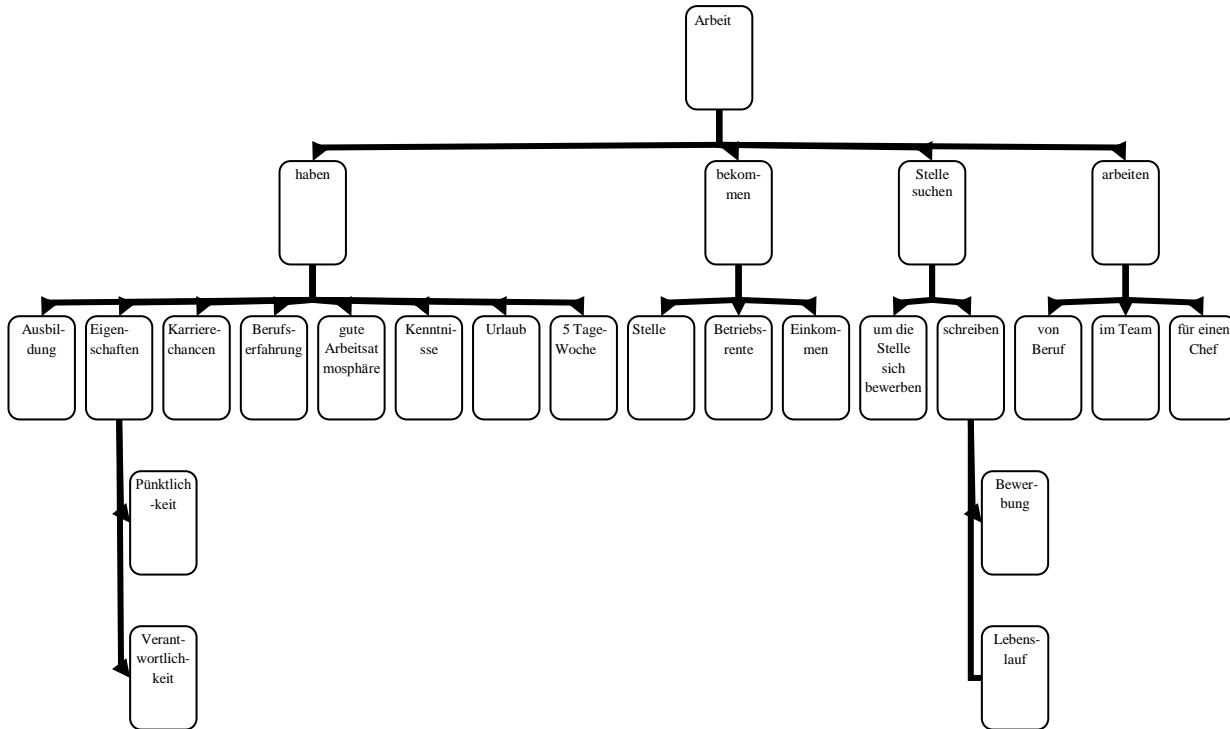 Arbeit
haben
bekom-
men
Stelle
suchen
arbeiten
Ausbil-
dung
Eigen-
schaften
Karriere-
chancen
Berufs-
erfahrung
gute
Arbeitsat
mosphäre
Kenntni-
sse
Urlaub
5 Tage-
Woche
Stelle
Betriebs-
rente
Einkom-
men
um die
Stelle
sich
bewerben
schreiben
von
Beruf
im Team
für einen
Chef
Pünktlich
-keit
Bewer-
bung
Verant-
wortlich-
keit
Lebens-
lauf